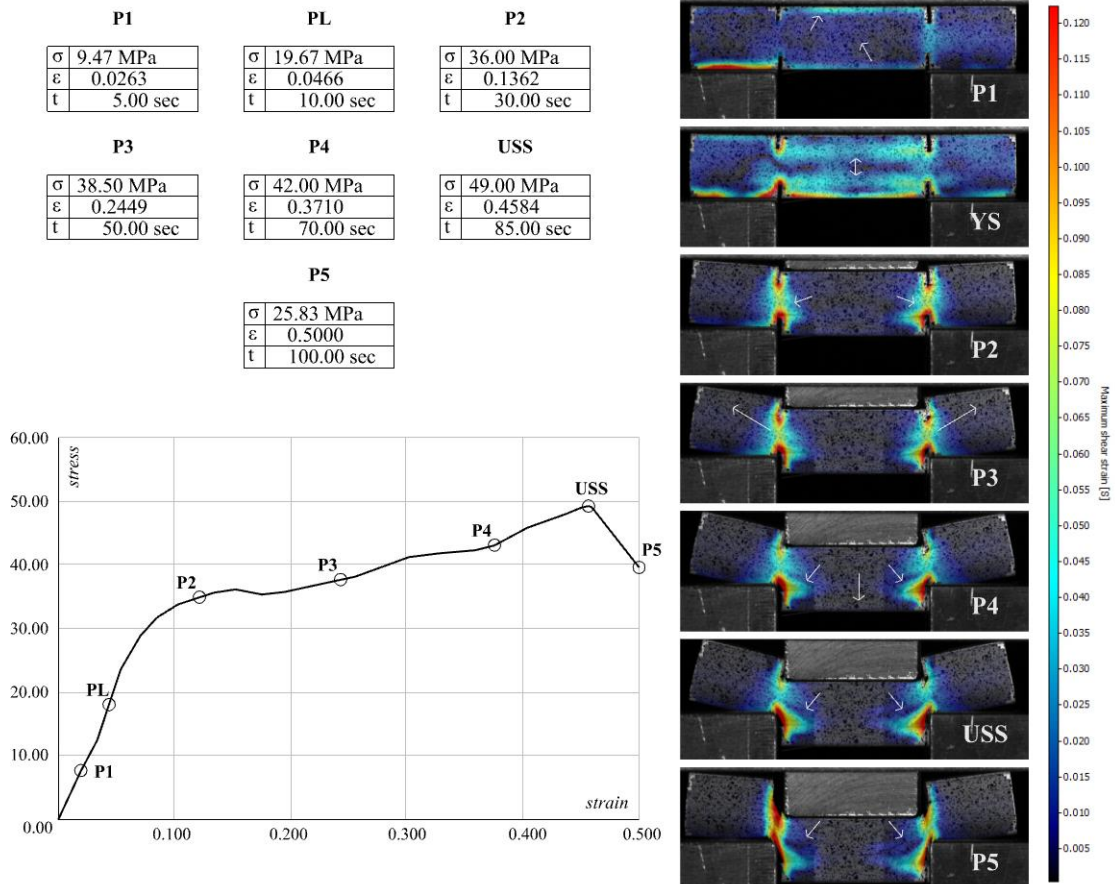 P1 PL P2
σ 9.47 MPa σ 19.67 MPa σ 36.00 MPa
ε 0.0263 ε 0.0466 ε 0.1362
t 5.00 sec t 10.00 sec t 30.00 sec
P3 P4 USS
σ 38.50 MPa σ 42.00 MPa σ 49.00 MPa
ε 0.2449 ε 0.3710 ε 0.4584
t 50.00 sec t 70.00 sec t 85.00 sec
P5
σ 25.83 MPa
ε 0.5000
t 100.00 sec
60.00
50.00
40.00
30.00
20.00
10.00
0.00
stress
P1
PL
P2
P3
P4
USS
P5
strain
0.100 0.200 0.300 0.400 0.500
P1
YS
P2
P3
P4
USS
P5
0.120
0.115
0.110
0.105
0.100
0.095
0.090
0.085
0.080
0.075
0.070
0.065
0.060
0.055
0.050
0.045
0.040
0.035
0.030
0.025
0.020
0.015
0.010
0.005
Maximum shear strain [S]